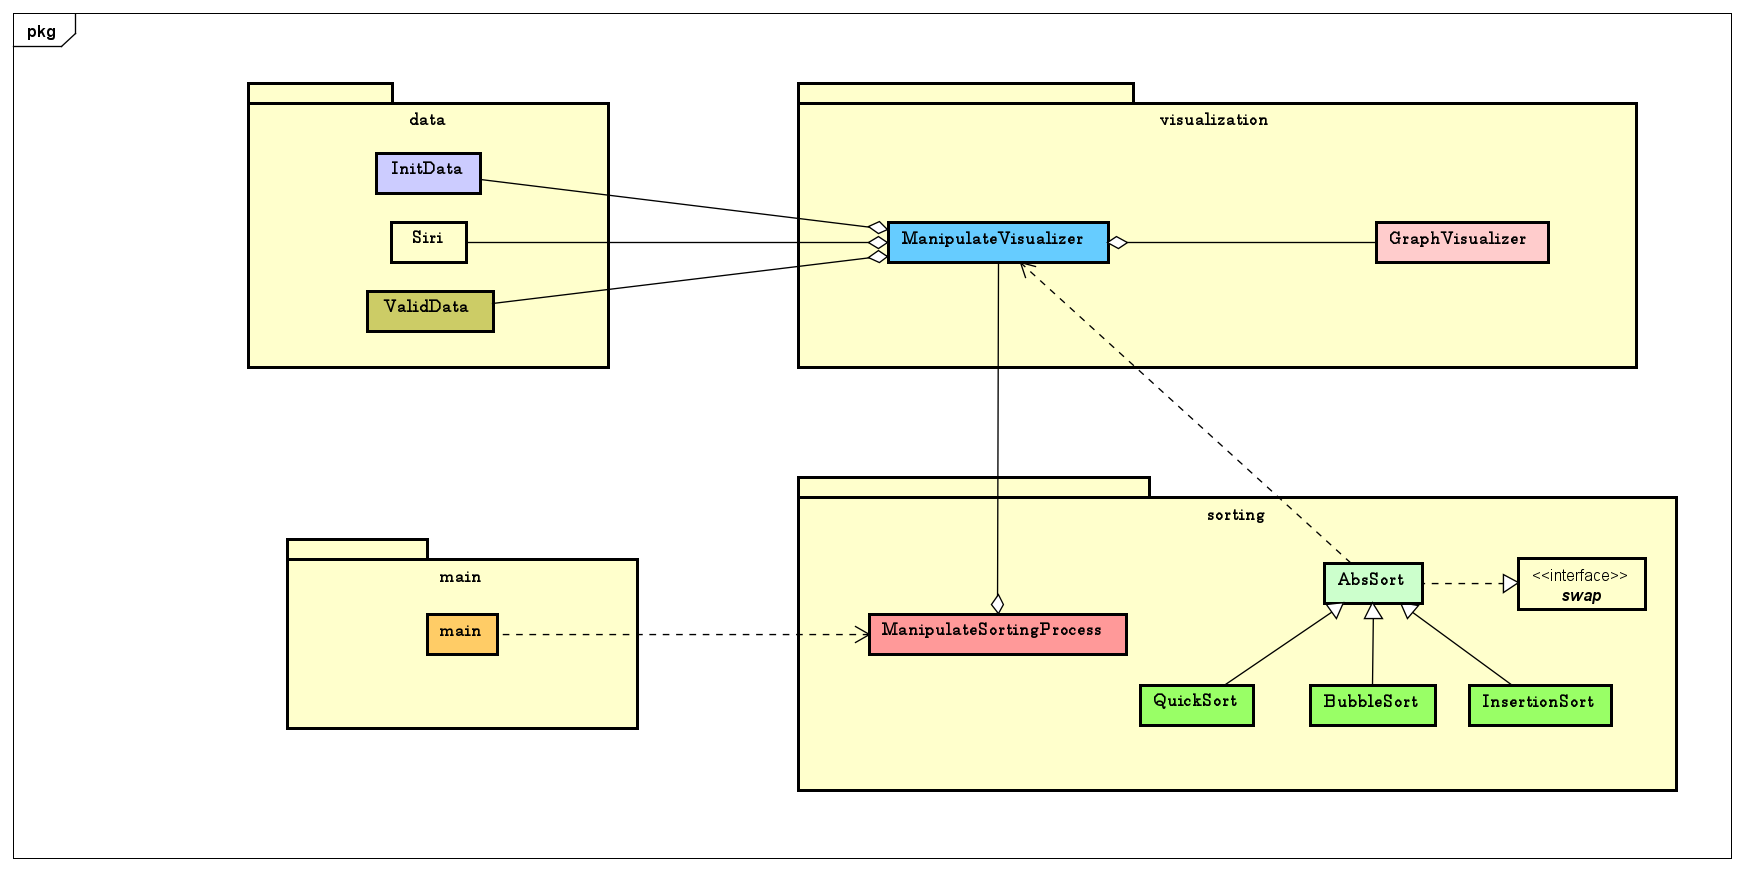 pkg
data
InitData
Siri
ValidData
visualization
ManipulateVisualizer
GraphVisualizer
main
main
sorting
ManipulateSortingProcess
AbsSort
<<interface>>
swap
QuickSort
BubbleSort
InsertionSort